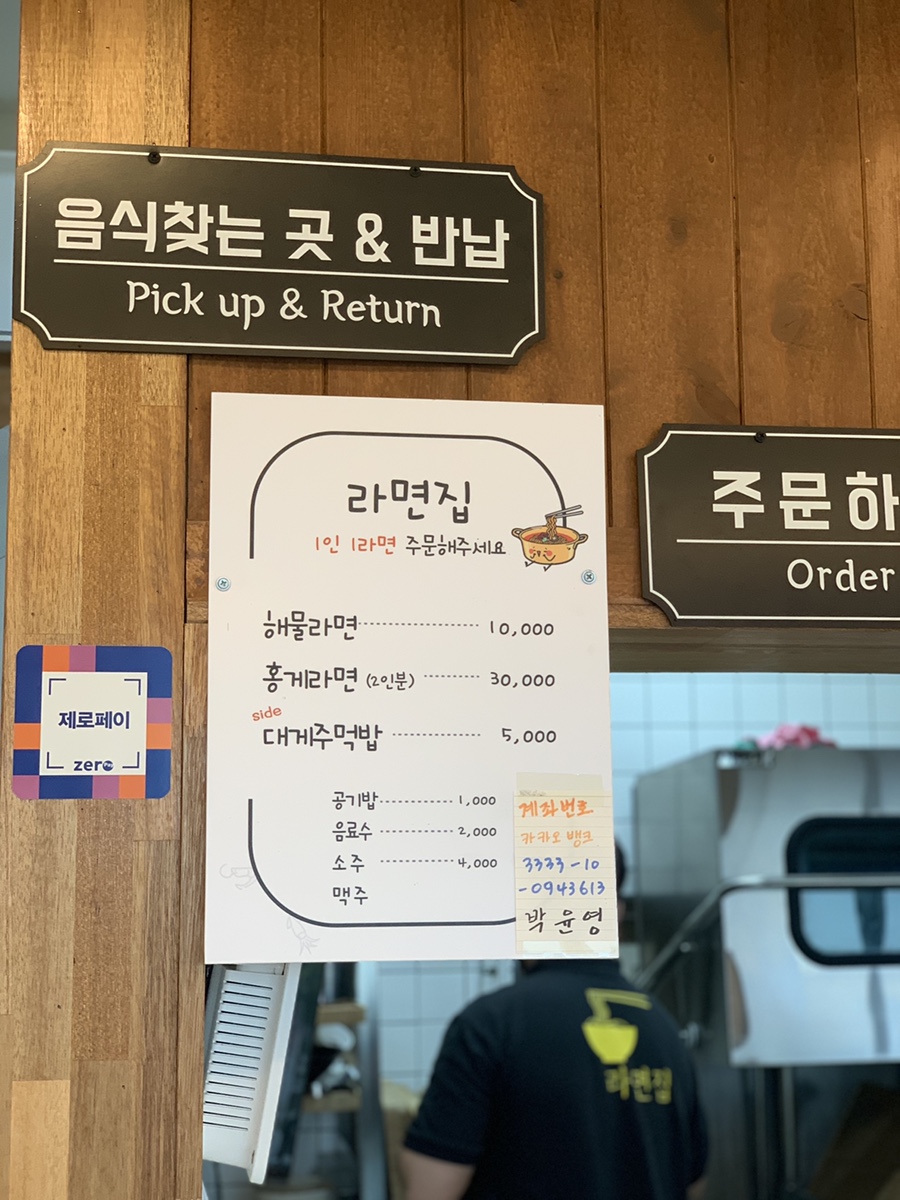 음식찾는 곳 & 반납
Pick up & Return
라면집
1인 1라면 주문해주세요
해물라면 10,000
홍게라면 (2인분) 30,000
side
대게주먹밥 5,000
공기밥 1,000
음료수 2,000
소주 4,000
맥주
계좌번호
카카오 뱅크
3333-10
-0943613
박윤영
주문하
Order
제로페이
zero
라면집